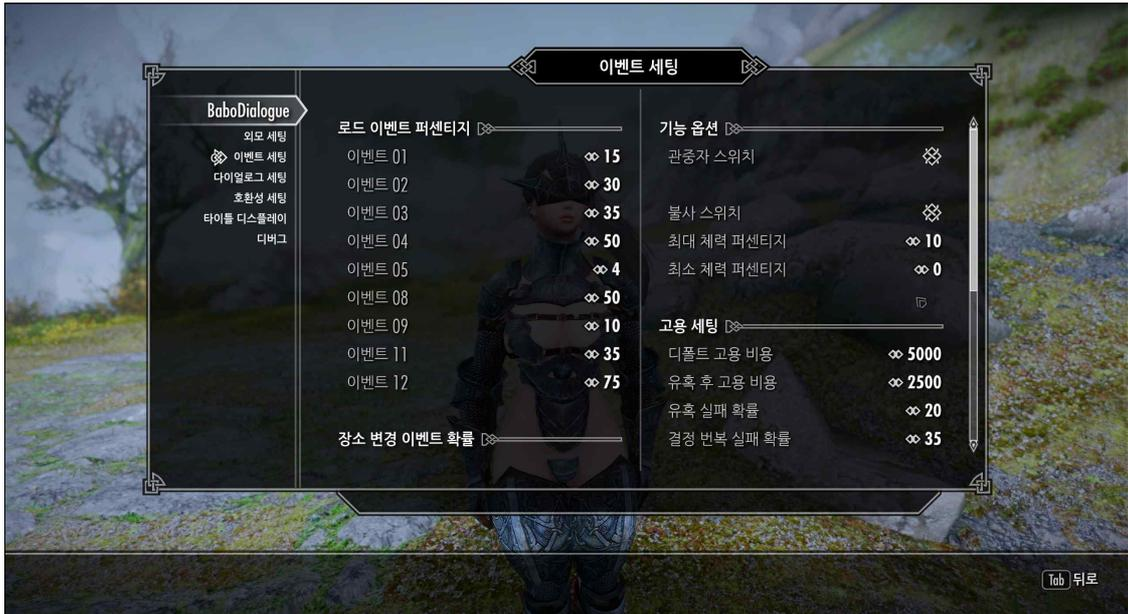 이벤트 세팅
BaboDialogue
외모 세팅
이벤트 세팅
다이얼로그 세팅
호환성 세팅
타이틀 디스플레이
디버그
로드 이벤트 퍼센티지
이벤트 01 15
이벤트 02 30
이벤트 03 35
이벤트 04 50
이벤트 05 4
이벤트 08 50
이벤트 09 10
이벤트 11 35
이벤트 12 75
장소 변경 이벤트 확률
기능 옵션
관중자 스위치
불사 스위치
최대 체력 퍼센티지 10
최소 체력 퍼센티지 0
고용 세팅
디폴트 고용 비용 5000
유혹 후 고용 비용 2500
유혹 실패 확률 20
결정 번복 실패 확률 35
Tab 뒤로